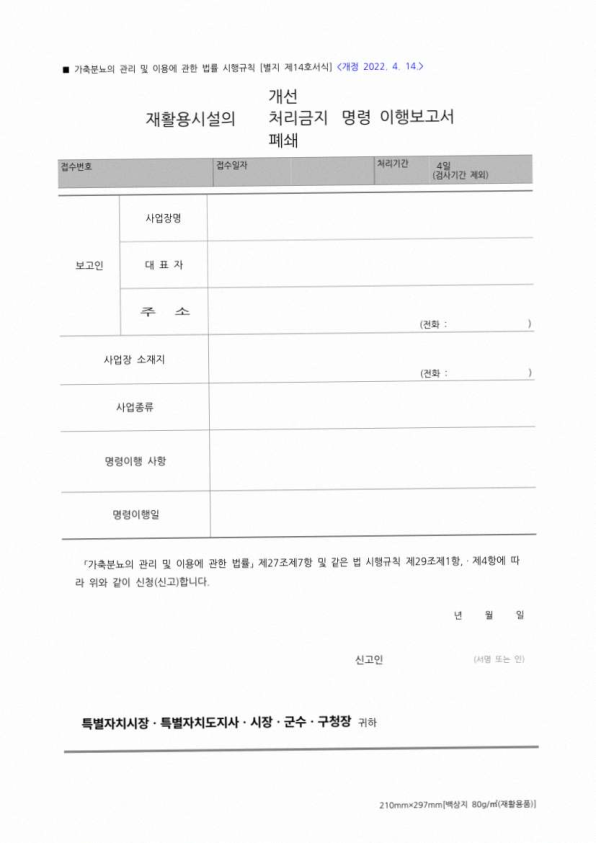 ■ 가축분뇨의 관리 및 이용에 관한 법률 시행규칙 [별지 제14호서식] <개정 2022. 4. 14.>
개선
재활용시설의 처리금지 명령 이행보고서
폐쇄
접수번호 접수일자 처리기간 4일
(검사기간 제외)
보고인
사업장명
대 표 자
주 소
(전화 : )
사업장 소재지
(전화 : )
사업종류
명령이행 사항
명령이행일
「가축분뇨의 관리 및 이용에 관한 법률」 제27조제7항 및 같은 법 시행규칙 제29조제1항, · 제4항에 따
라 위와 같이 신청(신고)합니다.
년 월 일
신고인 (서명 또는 인)
특별자치시장 · 특별자치도지사 · 시장 · 군수 · 구청장 귀하
210mm×297mm[백상지 80g/㎡(재활용품)]